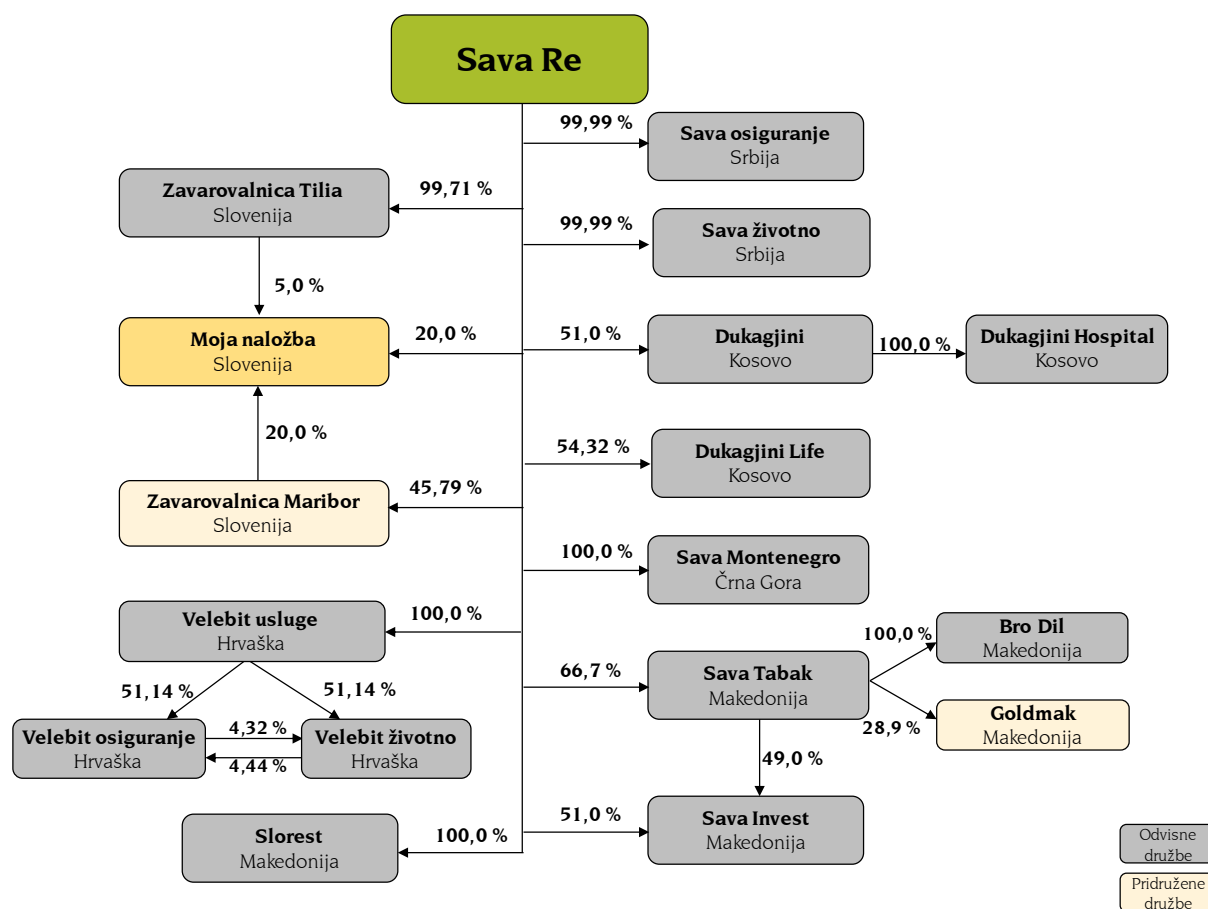 Sava Re
99,99 %
Sava osiguranje
Srbija
Zavarovalnica Tilia
Slovenija
99,71 %
99,99 %
Sava životno
Srbija
5,0 %
Moja naložba
Slovenija
20,0 %
51,0 %
Dukagjini
Kosovo
100,0 %
Dukagjini Hospital
Kosovo
20,0 %
54,32 %
Dukagjini Life
Kosovo
Zavarovalnica Maribor
Slovenija
45,79 %
100,0 %
Sava Montenegro
Črna Gora
Velebit usluge
Hrvaška
100,0 %
66,7 %
Sava Tabak
Makedonija
100,0 %
Bro Dil
Makedonija
28,9 %
Goldmak
Makedonija
51,14 %
51,14 %
Velebit osiguranje
Hrvaška
4,32 %
4,44 %
Velebit životno
Hrvaška
49,0 %
51,0 %
Sava Invest
Makedonija
Slorest
Makedonija
100,0 %
Odvisne
družbe
Pridružene
družbe